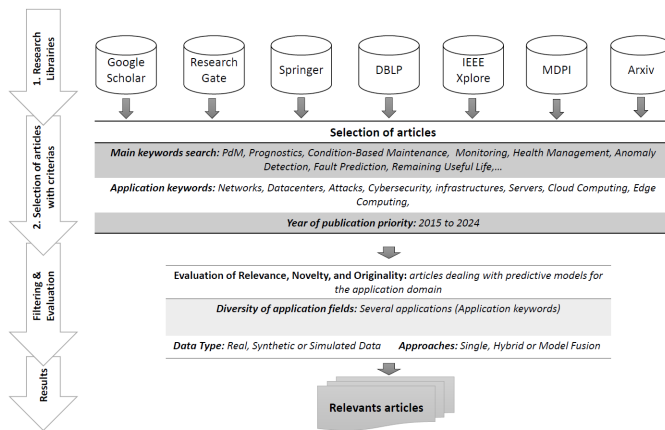 1. Research
Librairies
Google
Scholar
Research
Gate
Springer
DBLP
IEEE
Xplore
MDPI
Arxiv
2. Selection of articles
with criterias
Selection of articles
Main keywords search: PdM, Prognostics, Condition-Based Maintenance, Monitoring, Health Management, Anomaly
Detection, Fault Prediction, Remaining Useful Life,...
Application keywords: Networks, Datacenters, Attacks, Cybersecurity, infrastructures, Servers, Cloud Computing, Edge
Computing,
Year of publication priority: 2015 to 2024
Filtering &
Evaluation
Evaluation of Relevance, Novelty, and Originality: articles dealing with predictive models for
the application domain
Diversity of application fields: Several applications (Application keywords)
Data Type: Real, Synthetic or Simulated Data Approaches: Single, Hybrid or Model Fusion
Results
Relevants articles